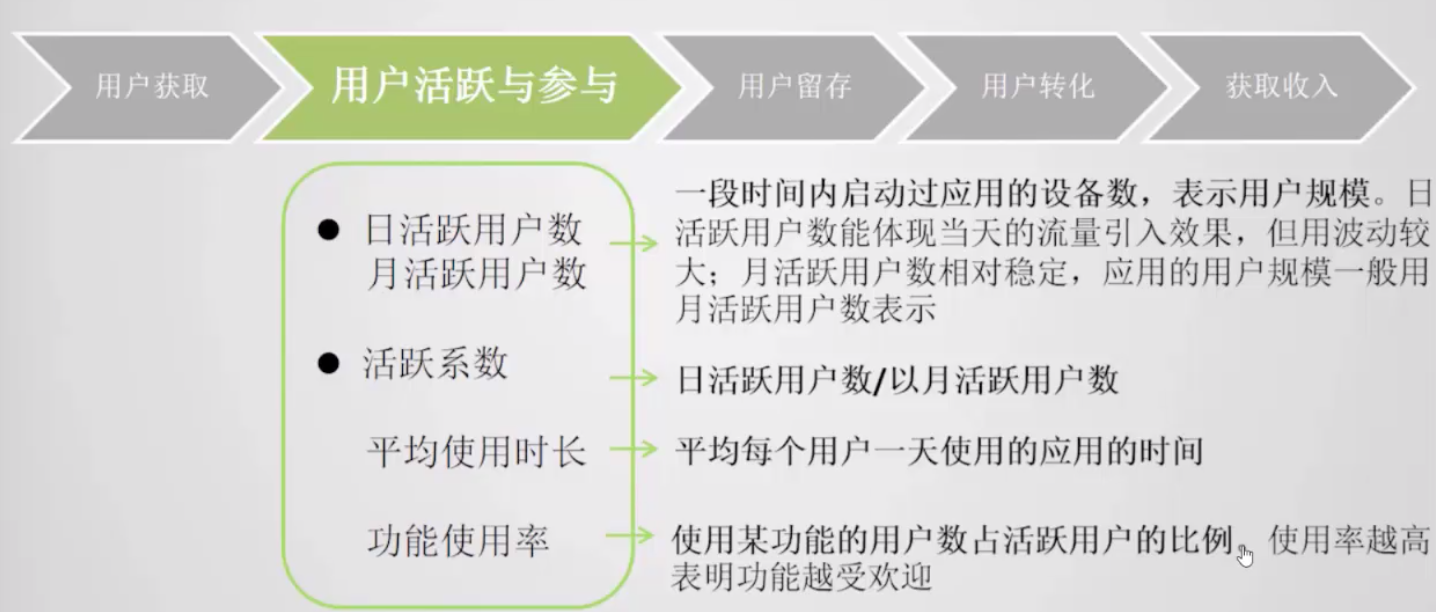 用户获取
用户活跃与参与
用户留存
用户转化
获取收入
日活跃用户数
月活跃用户数
一段时间内启动过应用的设备数，表示用户规模。日
活跃用户数能体现当天的流量引入效果，但用波动较
大；月活跃用户数相对稳定，应用的用户规模一般用
月活跃用户数表示
活跃系数
日活跃用户数/以月活跃用户数
平均使用时长
平均每个用户一天使用的应用的时间
功能使用率
使用某功能的用户数占活跃用户的比例。使用率越高
表明功能越受欢迎